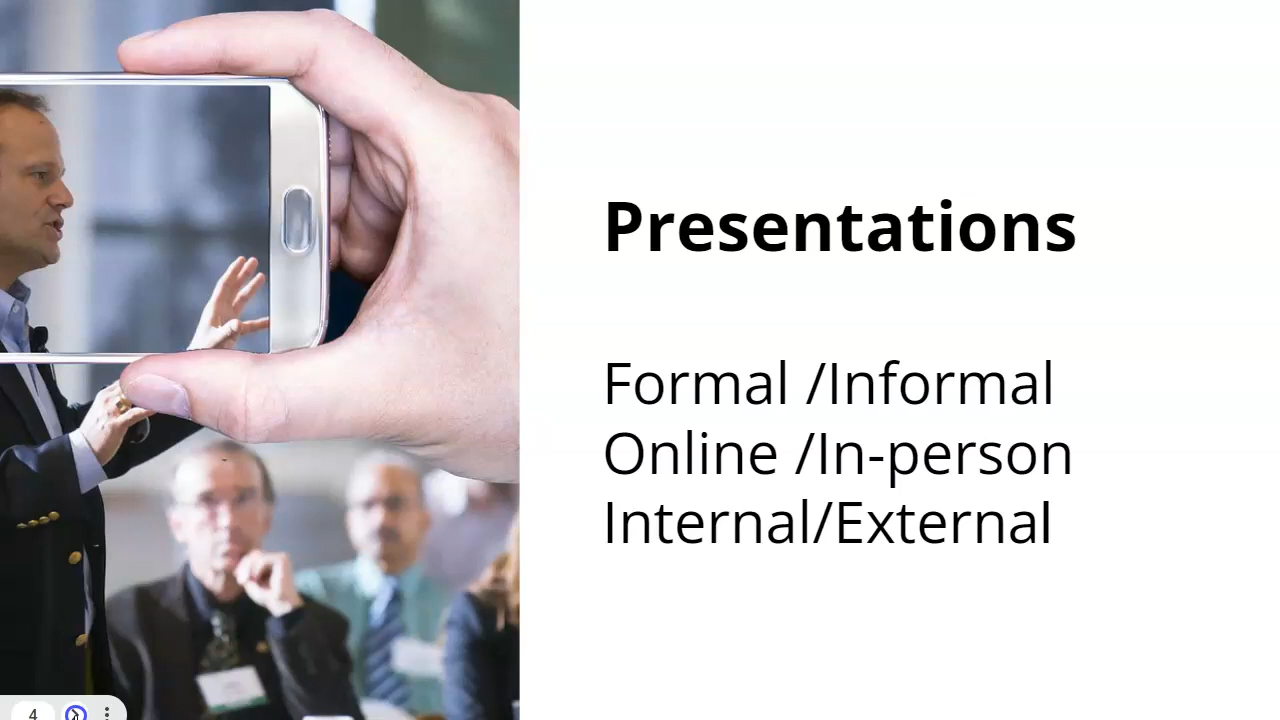 Presentations
Formal /Informal
Online /In-person
Internal/External
4